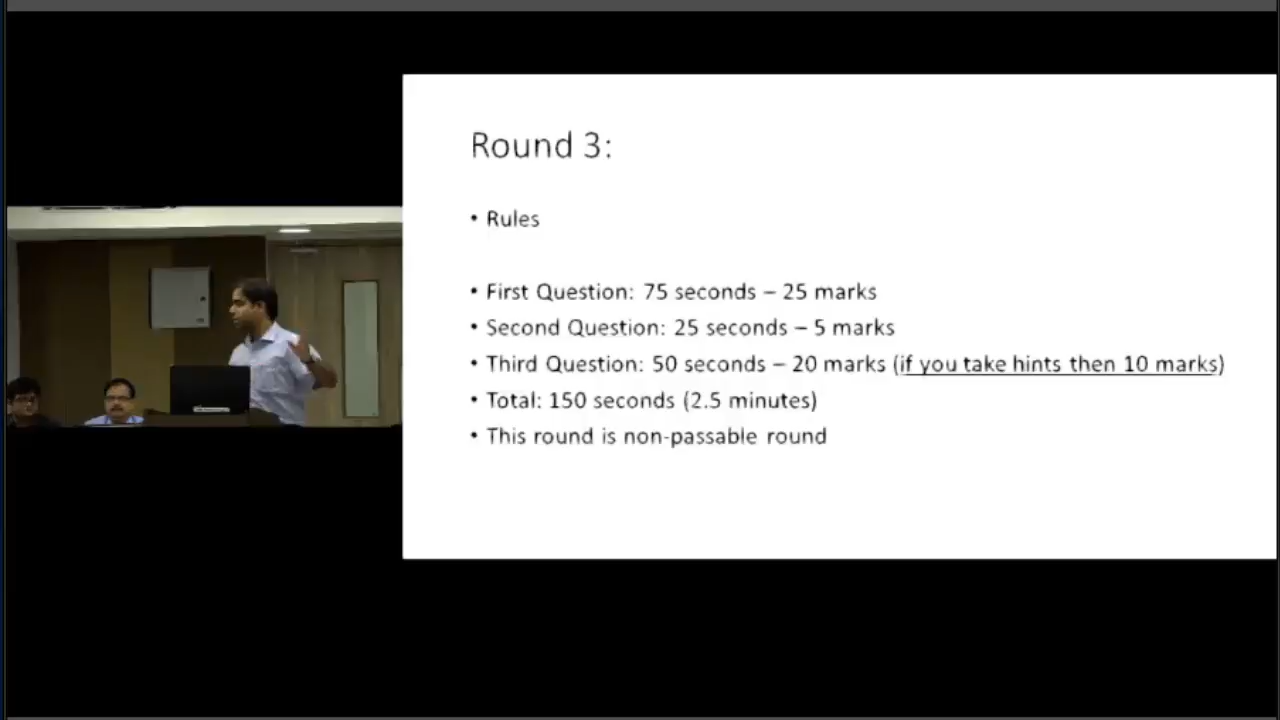 Round 3:
• Rules
• First Question: 75 seconds – 25 marks
• Second Question: 25 seconds – 5 marks
• Third Question: 50 seconds – 20 marks (if you take hints then 10 marks)
• Total: 150 seconds (2.5 minutes)
• This round is non-passable round